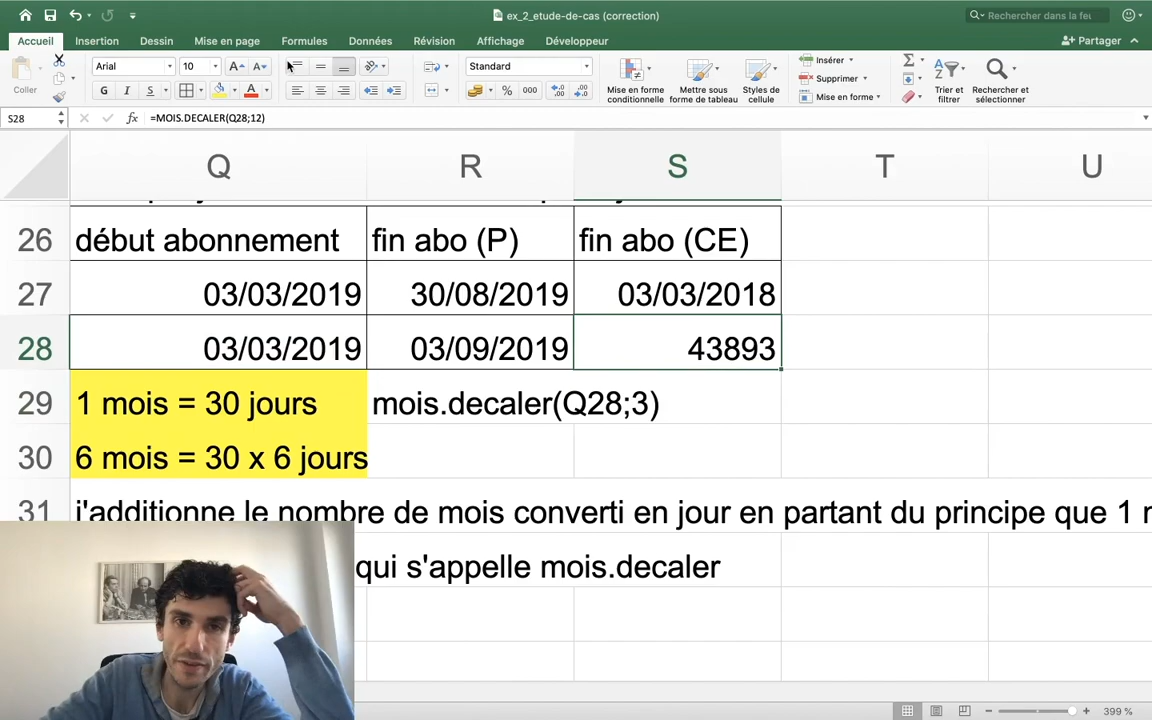 ex_2_etude-de-cas (correction)
Rechercher dans la feu
Accueil Insertion Dessin Mise en page Formules Données Révision Affichage Développeur
Partager
Coller
Arial 10 A A
Standard
G I S A
% 000
Mise en forme conditionnelle
Mettre sous forme de tableau
Styles de cellule
Insérer
Supprimer
Mise en forme
Trier et filtrer
Rechercher et sélectionner
S28 fx =MOIS.DECALER(Q28;12)
Q R S T U
26 début abonnement fin abo (P) fin abo (CE)
27 03/03/2019 30/08/2019 03/03/2018
28 03/03/2019 03/09/2019 43893
29 1 mois = 30 jours mois.decaler(Q28;3)
30 6 mois = 30 x 6 jours
31 j'additionne le nombre de mois converti en jour en partant du principe que 1
qui s'appelle mois.decaler
399 %